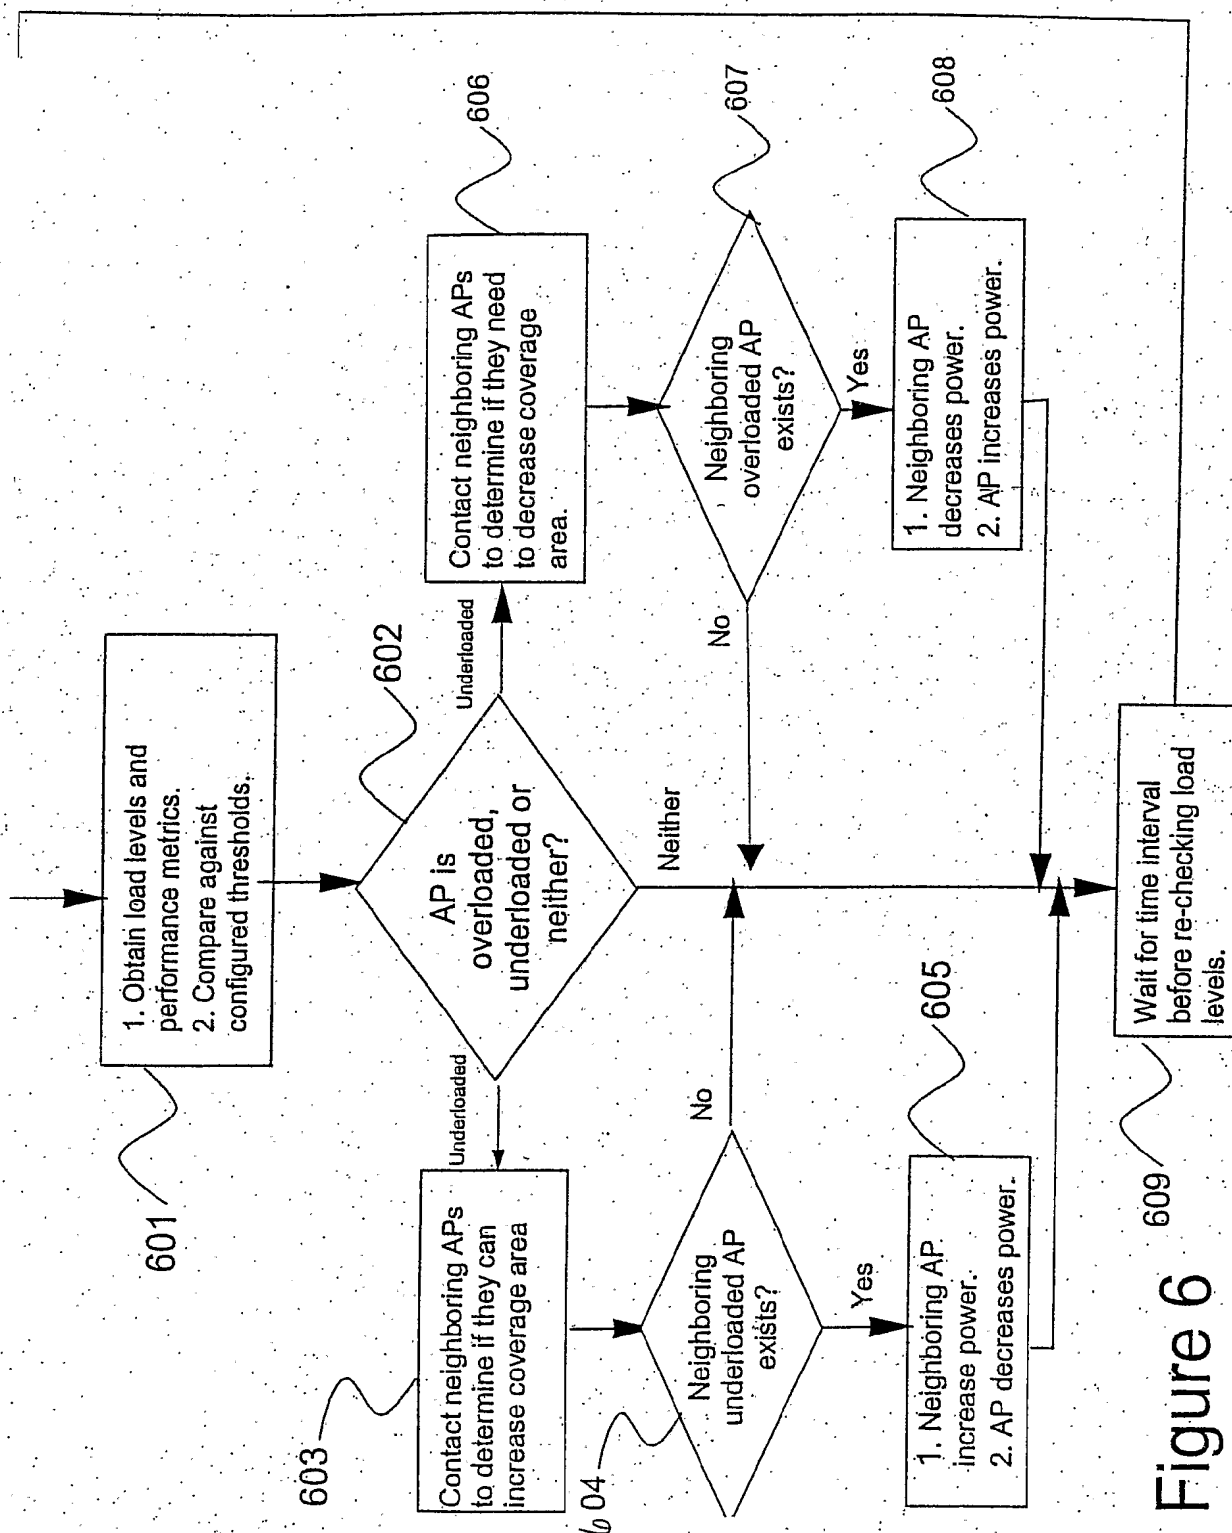 601
1. Obtain load levels and
performance metrics.
2. Compare against
configured thresholds.
602
AP is
overloaded,
underloaded or
neither?
Underloaded
Underloaded
Neither
603
Contact neighboring APs
to determine if they can
increase coverage area
606
Contact neighboring APs
to determine if they need
to decrease coverage
area.
604
Neighboring
underloaded AP
exists?
No
Yes
607
Neighboring
overloaded AP
exists?
No
Yes
605
1. Neighboring AP
increase power.
2. AP decreases power.
608
1. Neighboring AP
decreases power.
2. AP increases power.
609
Wait for time interval
before re-checking load
levels.
Figure 6